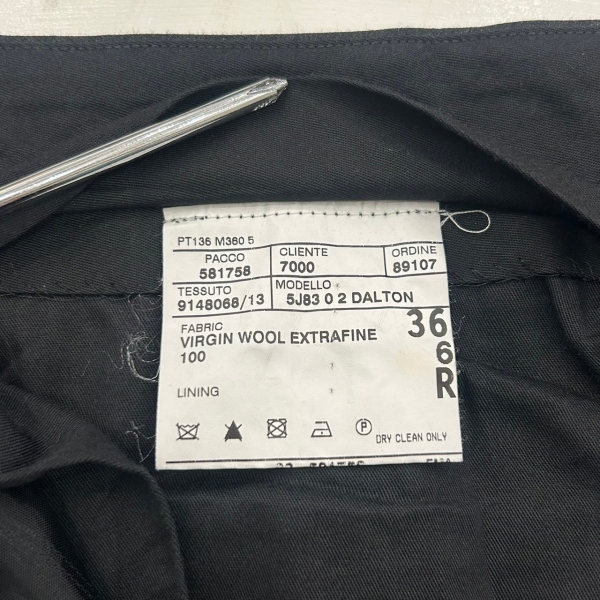 PT136 M360 5
PACCO CLIENTE ORDINE
581758 7000 89107
TESSUTO MODELLO
9148068/13 5J83 0 2 DALTON
FABRIC 36
VIRGIN WOOL EXTRAFINE 6
100
LINING R
P DRY CLEAN ONLY